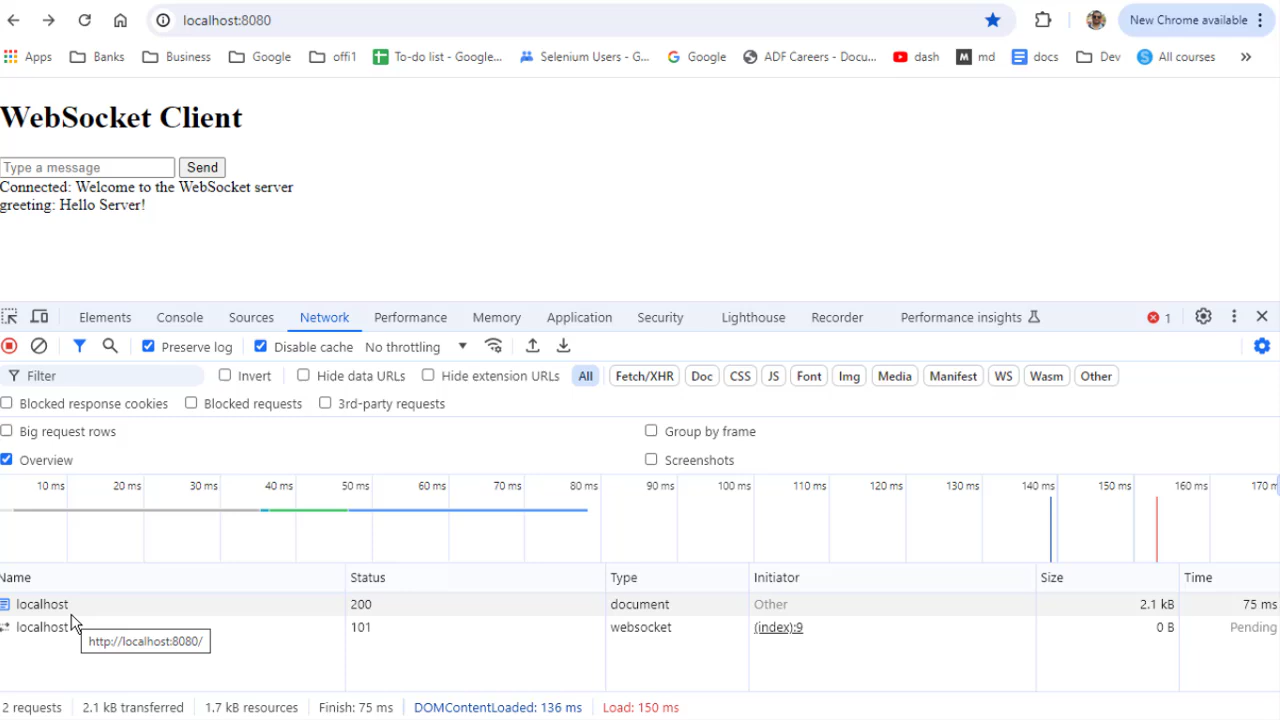 localhost:8080
New Chrome available
Apps Banks Business Google offi1 To-do list - Google... Selenium Users - G... Google ADF Careers - Docu... dash md docs Dev All courses »
WebSocket Client
Type a message Send
Connected: Welcome to the WebSocket server
greeting: Hello Server!
Elements Console Sources Network Performance Memory Application Security Lighthouse Recorder Performance insights 1
Preserve log Disable cache No throttling
Filter Invert Hide data URLs Hide extension URLs All Fetch/XHR Doc CSS JS Font Img Media Manifest WS Wasm Other
Blocked response cookies Blocked requests 3rd-party requests
Big request rows Group by frame
Overview Screenshots
10 ms 20 ms 30 ms 40 ms 50 ms 60 ms 70 ms 80 ms 90 ms 100 ms 110 ms 120 ms 130 ms 140 ms 150 ms 160 ms 170 m
Name Status Type Initiator Size Time
localhost 200 document Other 2.1 kB 75 ms
localhost 101 websocket (index):9 0 B Pending
http://localhost:8080/
2 requests 2.1 kB transferred 1.7 kB resources Finish: 75 ms DOMContentLoaded: 136 ms Load: 150 ms